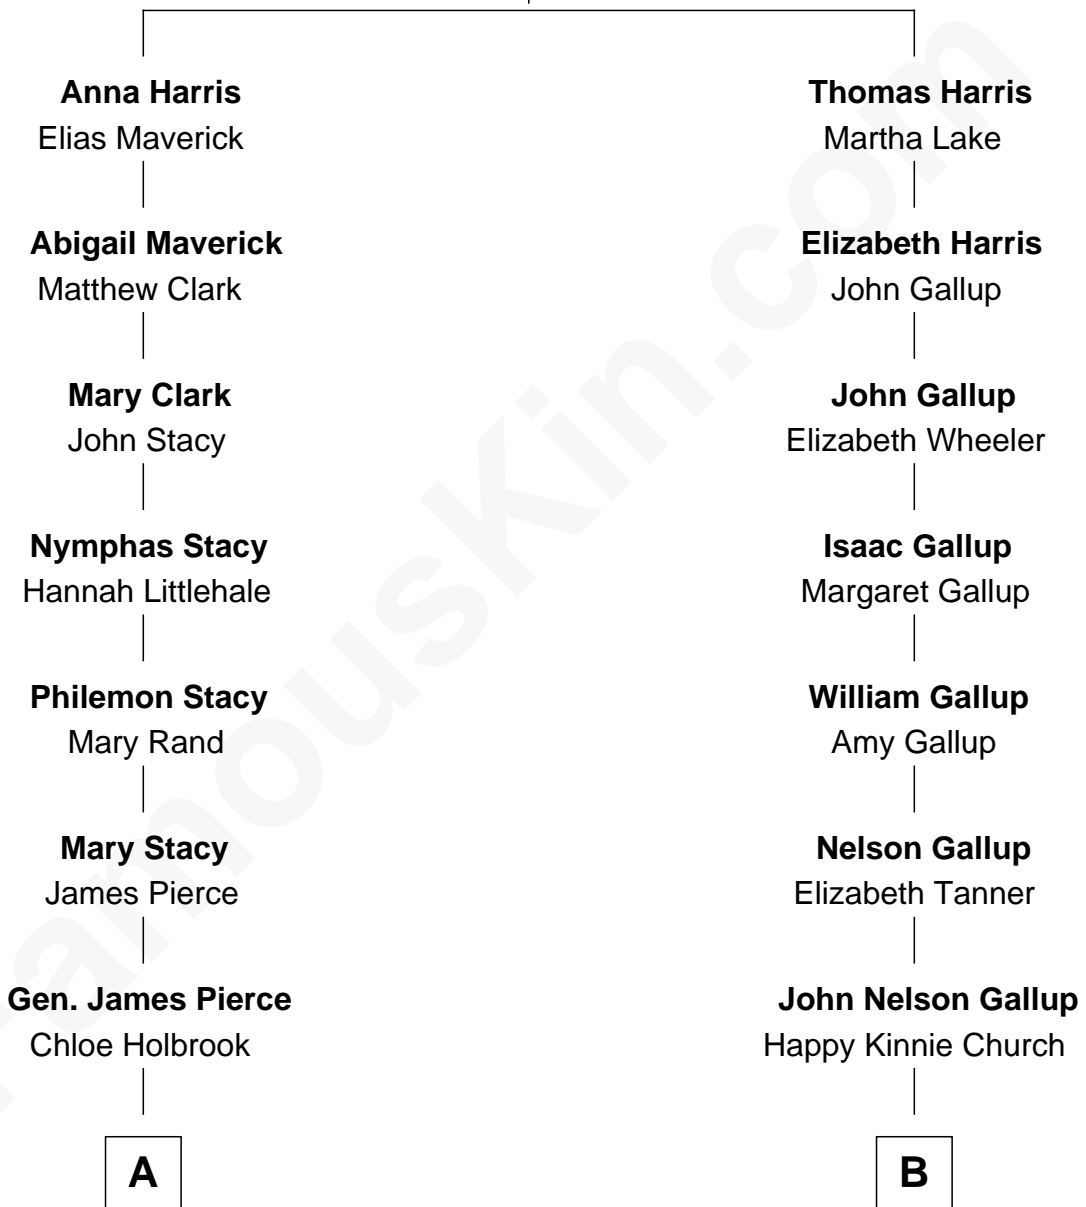 Anna Harris
Elias Maverick
Abigail Maverick
Matthew Clark
Mary Clark
John Stacy
Nymphas Stacy
Hannah Littlehale
Philemon Stacy
Mary Rand
Mary Stacy
James Pierce
Gen. James Pierce
Chloe Holbrook
A
Thomas Harris
Martha Lake
Elizabeth Harris
John Gallup
John Gallup
Elizabeth Wheeler
Isaac Gallup
Margaret Gallup
William Gallup
Amy Gallup
Nelson Gallup
Elizabeth Tanner
John Nelson Gallup
Happy Kinnie Church
B
FamousKin.com